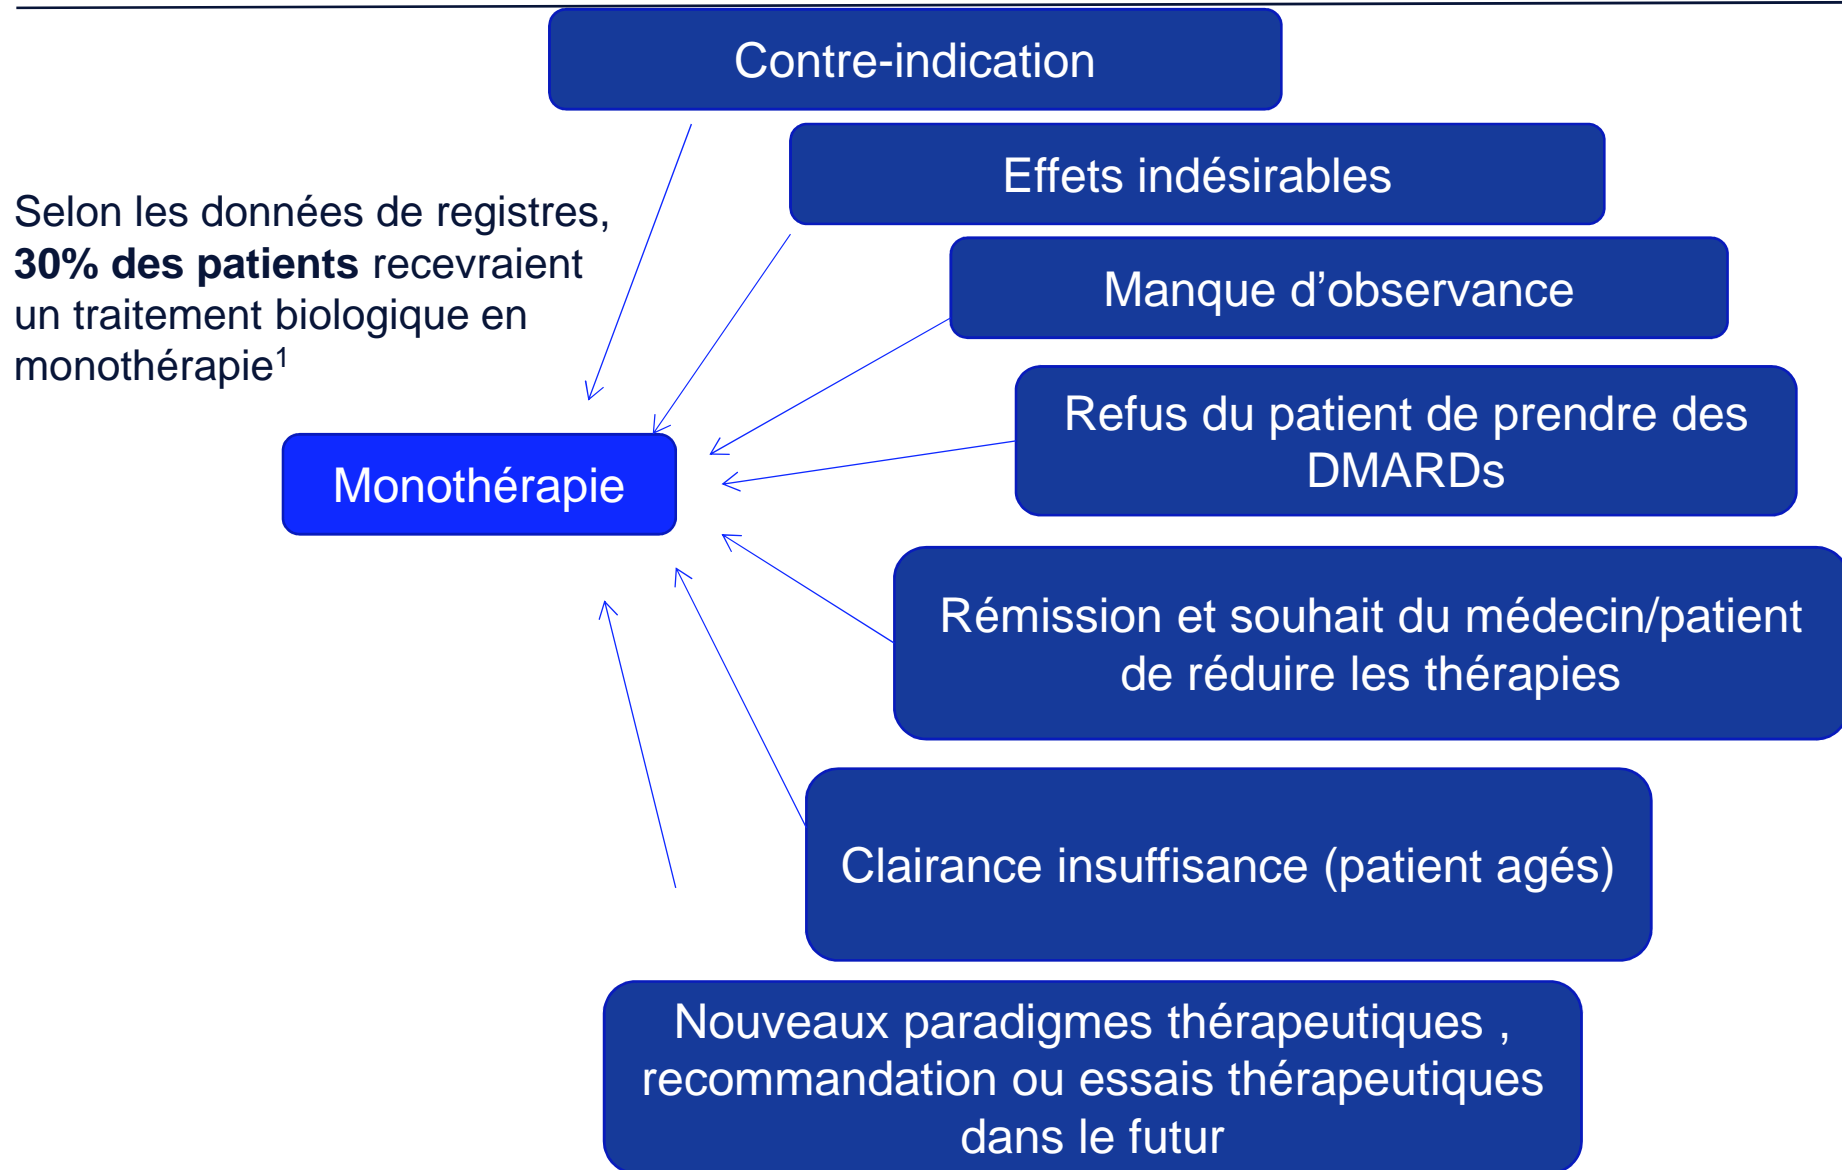 Contre-indication
Effets indésirables
Selon les données de registres,
30% des patients recevraient
un traitement biologique en
monothérapie¹
Manque d’observance
Refus du patient de prendre des
DMARDs
Monothérapie
Rémission et souhait du médecin/patient
de réduire les thérapies
Clairance insuffisance (patient agés)
Nouveaux paradigmes thérapeutiques ,
recommandation ou essais thérapeutiques
dans le futur